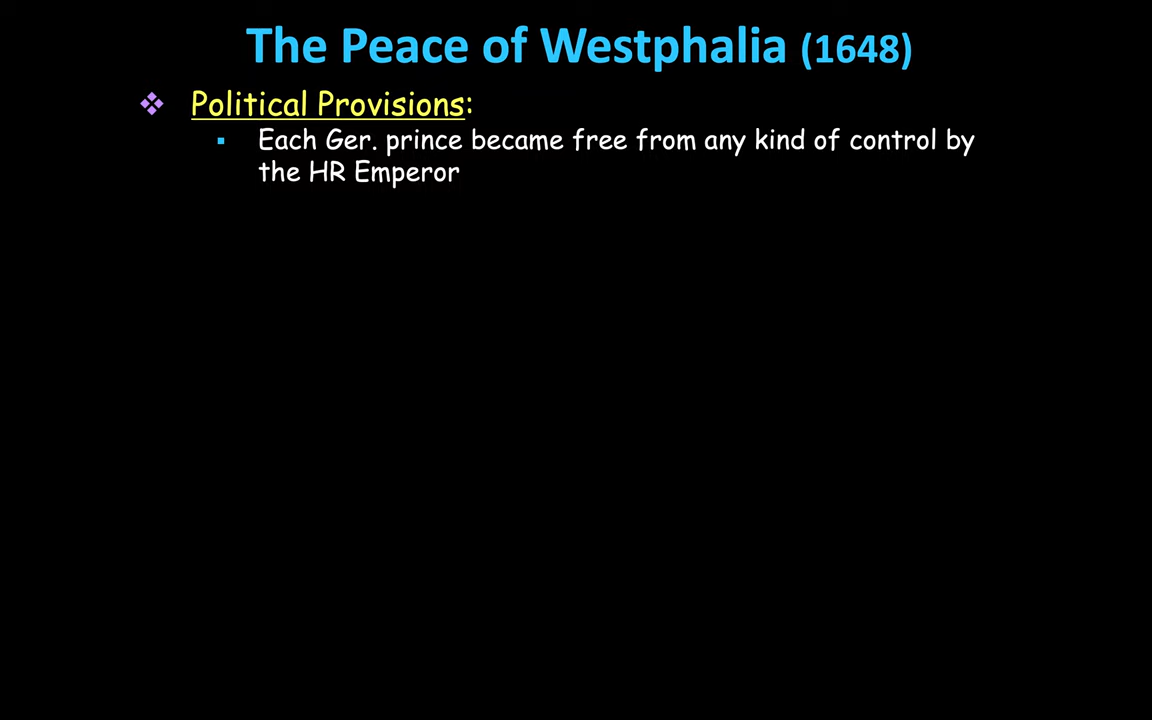 The Peace of Westphalia (1648)
Political Provisions:
Each Ger. prince became free from any kind of control by
the HR Emperor